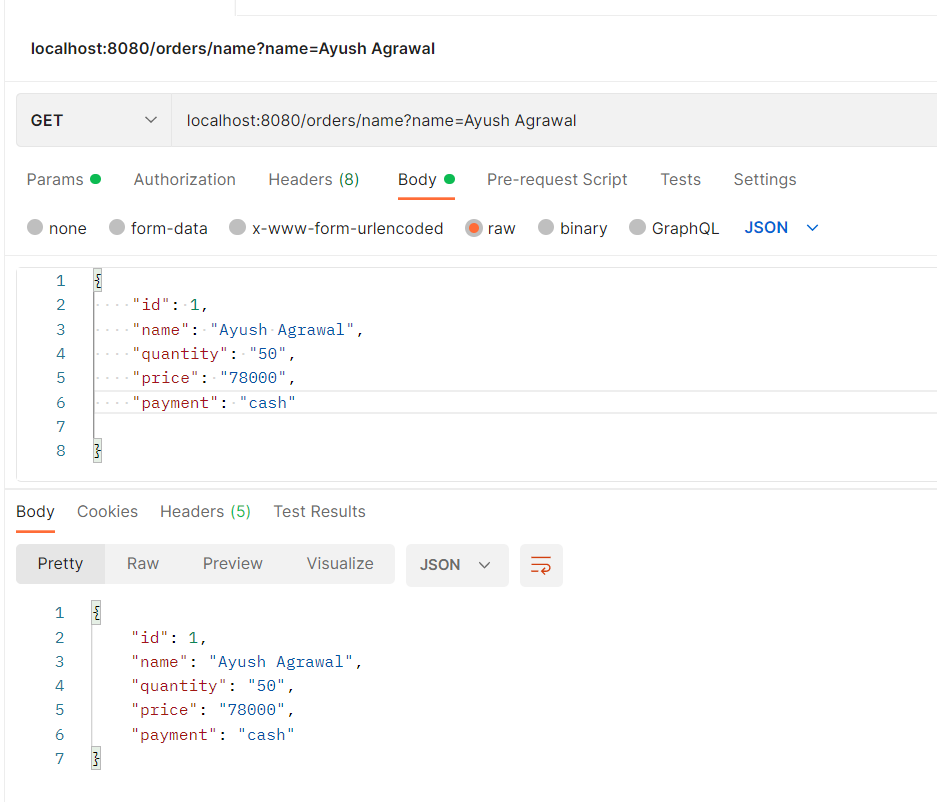 localhost:8080/orders/name?name=Ayush Agrawal
GET localhost:8080/orders/name?name=Ayush Agrawal
Params Authorization Headers (8) Body Pre-request Script Tests Settings
none form-data x-www-form-urlencoded raw binary GraphQL JSON
1 {
2 "id": 1,
3 "name": "Ayush Agrawal",
4 "quantity": "50",
5 "price": "78000",
6 "payment": "cash"
7
8 }
Body Cookies Headers (5) Test Results
Pretty Raw Preview Visualize JSON
1 {
2 "id": 1,
3 "name": "Ayush Agrawal",
4 "quantity": "50",
5 "price": "78000",
6 "payment": "cash"
7 }